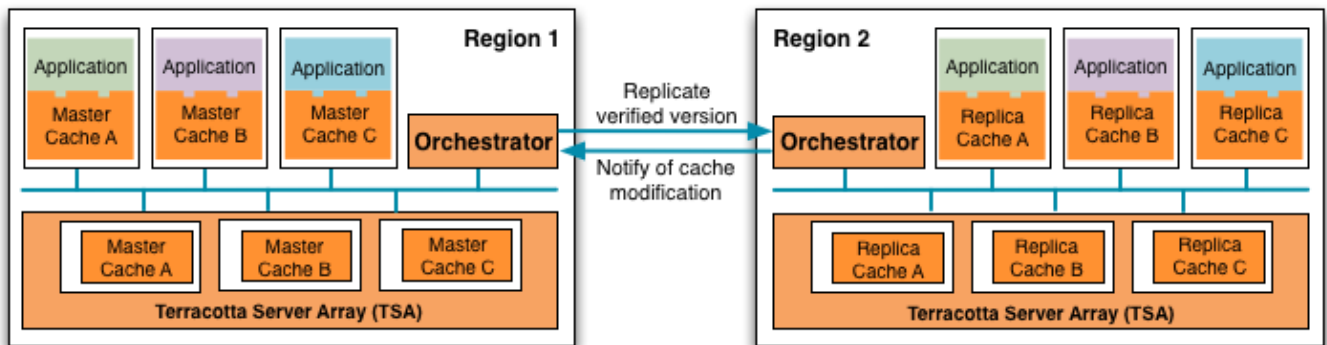 Region 1
Application
Master
Cache A
Application
Master
Cache B
Application
Master
Cache C
Orchestrator
Master
Cache A
Master
Cache B
Master
Cache C
Terracotta Server Array (TSA)
Replicate
verified version
Notify of cache
modification
Region 2
Orchestrator
Application
Replica
Cache A
Application
Replica
Cache B
Application
Replica
Cache C
Replica
Cache A
Replica
Cache B
Replica
Cache C
Terracotta Server Array (TSA)